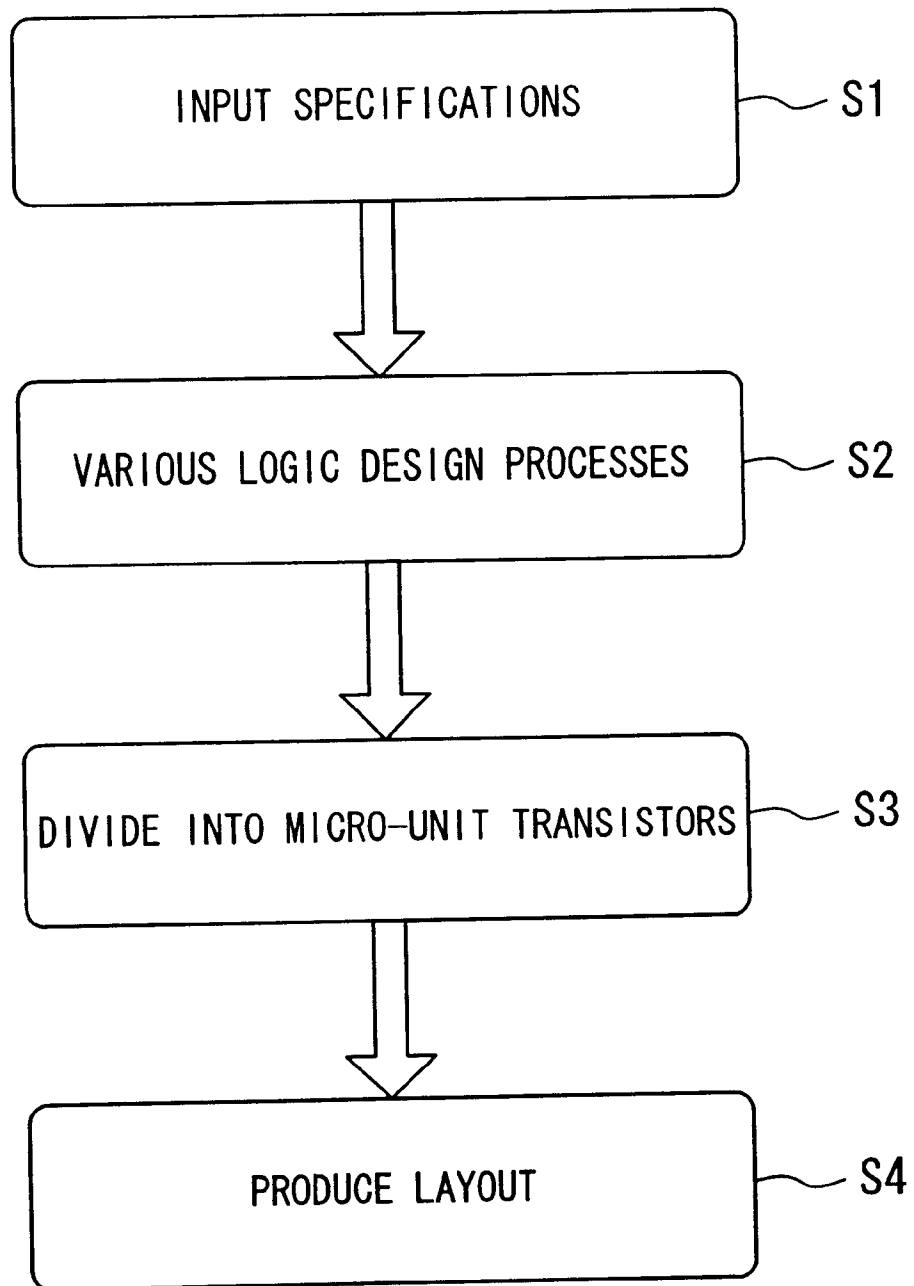 INPUT SPECIFICATIONS
S1
VARIOUS LOGIC DESIGN PROCESSES
S2
DIVIDE INTO MICRO-UNIT TRANSISTORS
S3
PRODUCE LAYOUT
S4